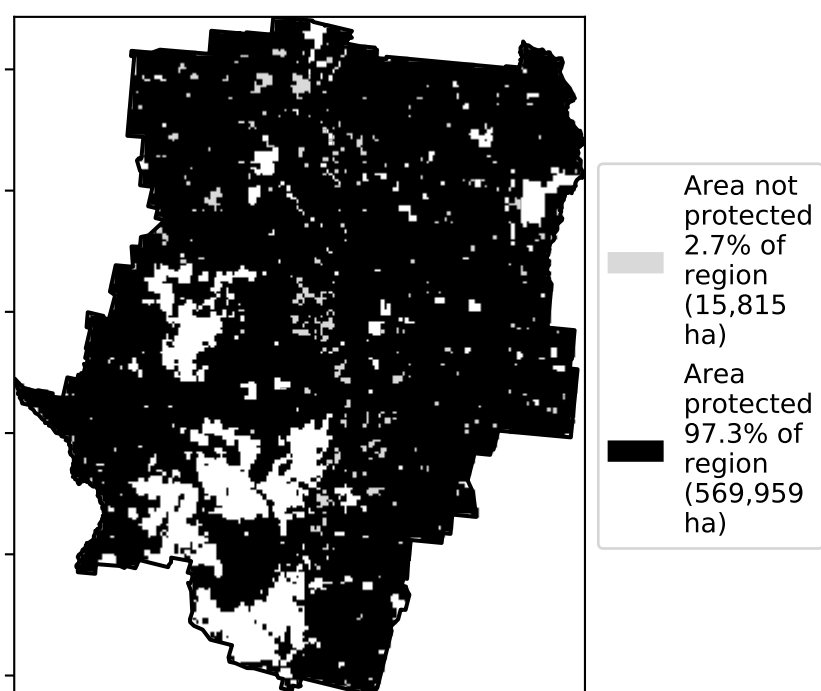 Area not
protected
2.7% of
region
(15,815
ha)
Area
protected
97.3% of
region
(569,959
ha)